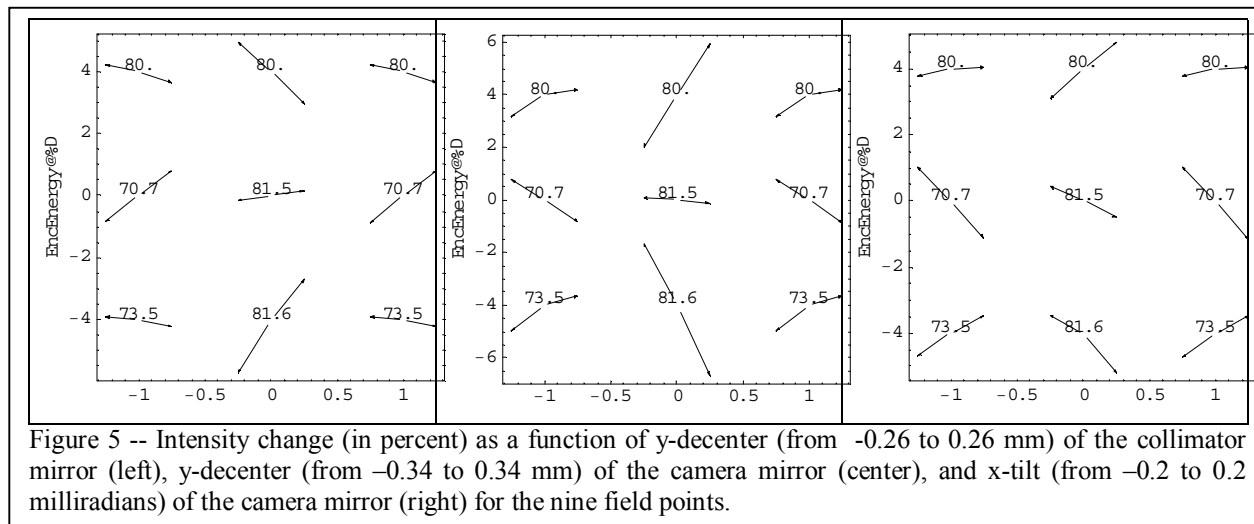 EncEnergy@%D
4 80. 80. 80.
2
0 70.7 81.5 70.7
-2
-4 73.5 81.6 73.5
-1 -0.5 0 0.5 1
EncEnergy@%D
6
4 80. 80. 80.
2
0 70.7 81.5 70.7
-2
-4 73.5 81.6 73.5
-6
-1 -0.5 0 0.5 1
EncEnergy@%D
4 80. 80. 80.
2
0 70.7 81.5 70.7
-2
-4 73.5 81.6 73.5
-1 -0.5 0 0.5 1
Figure 5 -- Intensity change (in percent) as a function of y-decenter (from -0.26 to 0.26 mm) of the collimator
mirror (left), y-decenter (from –0.34 to 0.34 mm) of the camera mirror (center), and x-tilt (from –0.2 to 0.2
milliradians) of the camera mirror (right) for the nine field points.